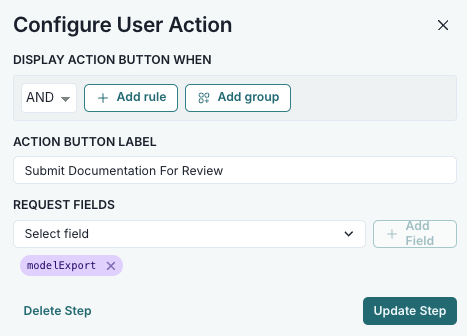 Configure User Action
DISPLAY ACTION BUTTON WHEN
AND
Add rule
Add group
ACTION BUTTON LABEL
Submit Documentation For Review
REQUEST FIELDS
Select field
Add
Field
modelExport
Delete Step
Update Step